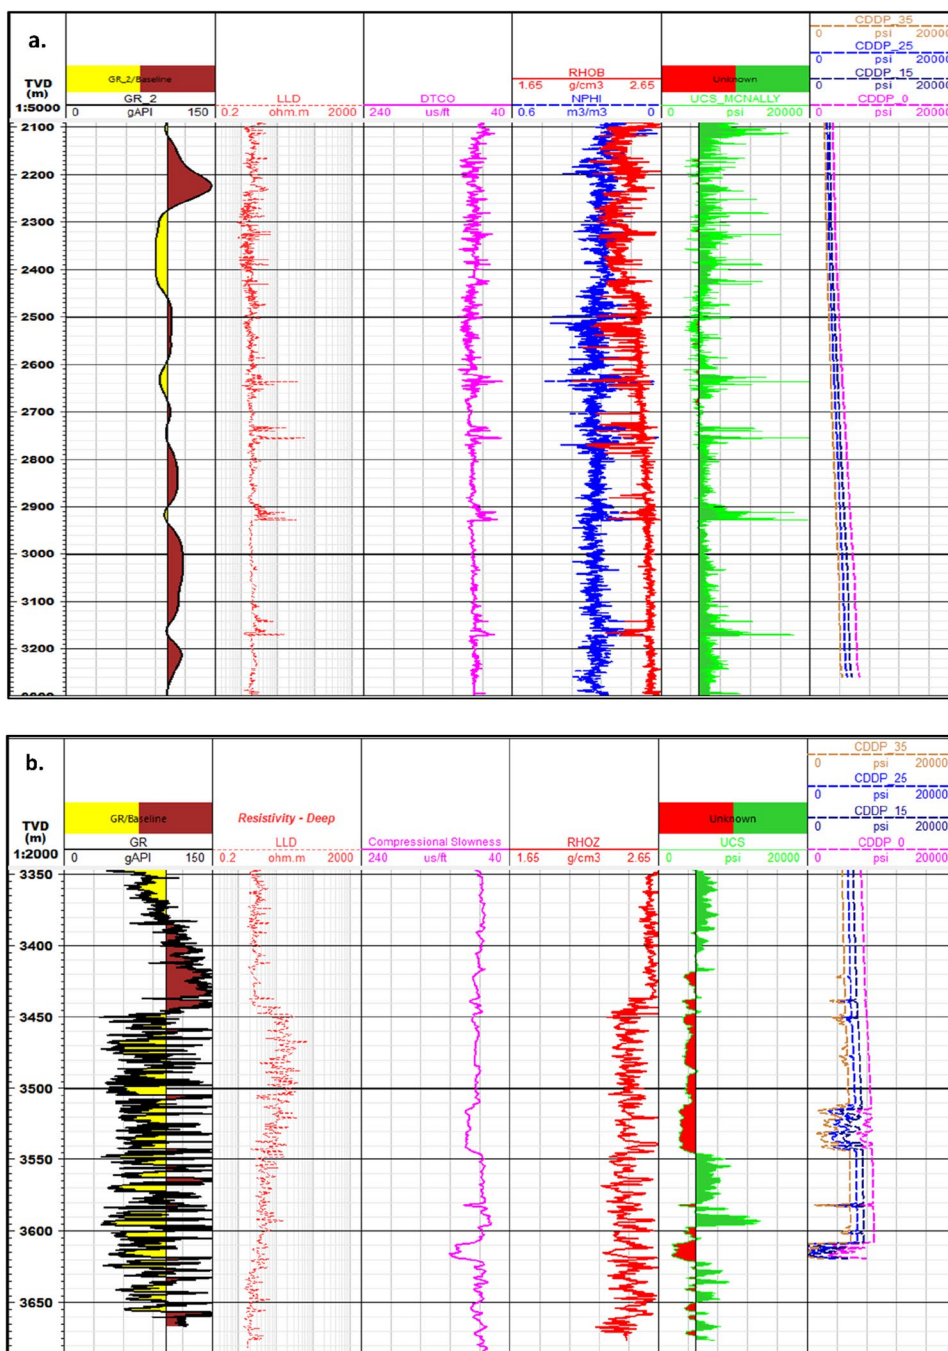 a.
TVD
(m)
1:5000
GR_2/Baseline
GR_2
0 gAPI 150
LLD
0.2 ohm.m 2000
DTCO
240 us/ft 40
RHOB
1.65 g/cm3 2.65
NPHI
0.6 m3/m3 0
Unknown
UCS_MCNALLY
0 psi 20000
CDDP_35
0 psi 20000
CDDP_25
0 psi 20000
CDDP_15
0 psi 20000
CDDP_0
2100
2200
2300
2400
2500
2600
2700
2800
2900
3000
3100
3200
b.
TVD
(m)
1:2000
GR/Baseline
GR
0 gAPI 150
Resistivity - Deep
LLD
0.2 ohm.m 2000
Compressional Slowness
240 us/ft 40
RHOZ
1.65 g/cm3 2.65
Unknown
UCS
0 psi 20000
CDDP_35
0 psi 20000
CDDP_25
0 psi 20000
CDDP_15
0 psi 20000
CDDP_0
3350
3400
3450
3500
3550
3600
3650